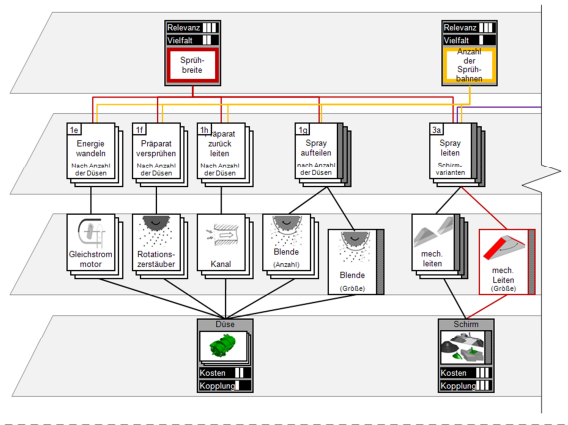 Relevanz
Vielfalt
Sprüh-
breite
Relevanz
Vielfalt
Anzahl
der
Sprüh-
bahnen
1e
Energie
wandeln
Nach Anzahl
der Düsen
1f
Präparat
versprühen
Nach Anzahl
der Düsen
1h
Präparat
zurück
leiten
Nach Anzahl
der Düsen
1g
Spray
aufteilen
nach Anzahl
der Düsen
3a
Spray
leiten
Schirm-
varianten
Gleichstrom
motor
Rotations-
zerstäuber
Kanal
Blende
(Anzahl)
Blende
(Größe)
mech.
leiten
mech.
Leiten
(Größe)
Düse
Kosten
Kopplung
Schirm
Kosten
Kopplung